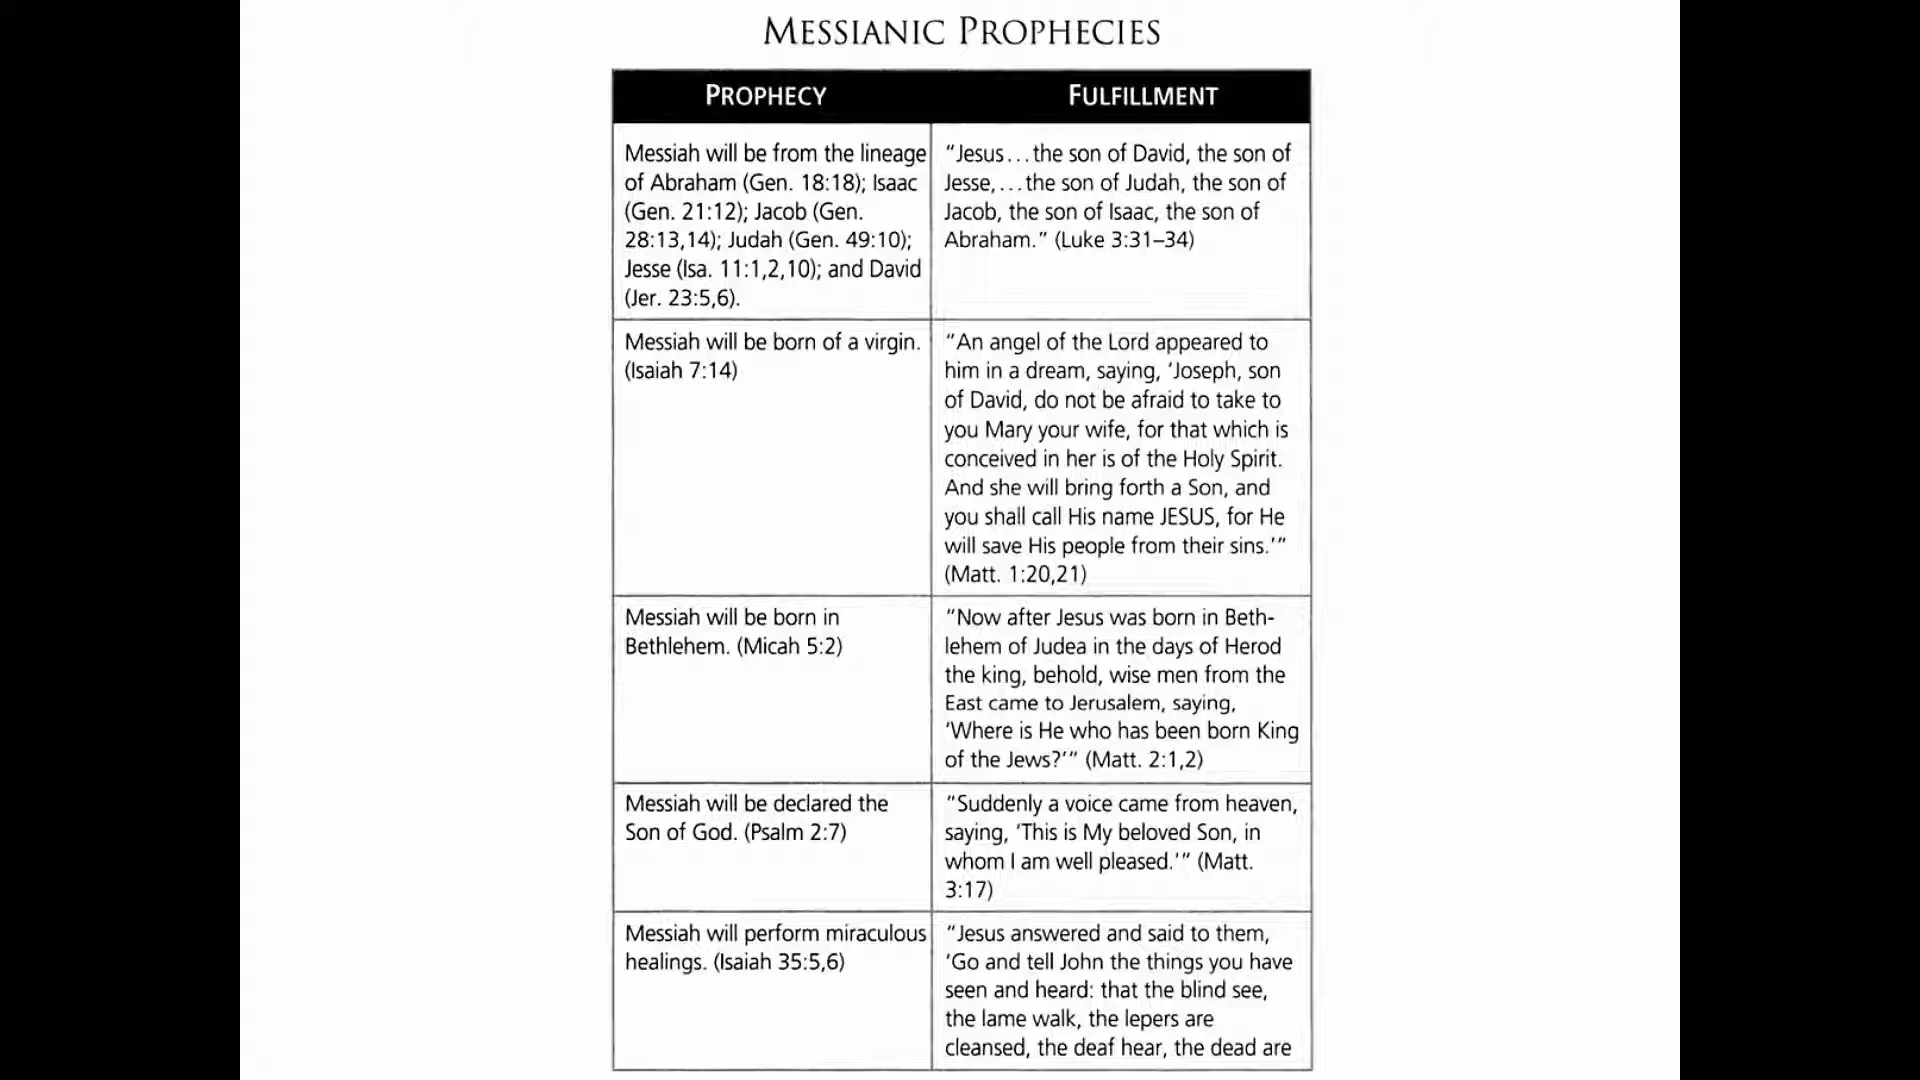 MESSIANIC PROPHECIES
PROPHECY
FULFILLMENT
Messiah will be from the lineage
of Abraham (Gen. 18:18); Isaac
(Gen. 21:12); Jacob (Gen.
28:13,14); Judah (Gen. 49:10);
Jesse (Isa. 11:1,2,10); and David
(Jer. 23:5,6).
“Jesus...the son of David, the son of
Jesse,...the son of Judah, the son of
Jacob, the son of Isaac, the son of
Abraham.” (Luke 3:31–34)
Messiah will be born of a virgin.
(Isaiah 7:14)
“An angel of the Lord appeared to
him in a dream, saying, ‘Joseph, son
of David, do not be afraid to take to
you Mary your wife, for that which is
conceived in her is of the Holy Spirit.
And she will bring forth a Son, and
you shall call His name JESUS, for He
will save His people from their sins.’”
(Matt. 1:20,21)
Messiah will be born in
Bethlehem. (Micah 5:2)
“Now after Jesus was born in Beth-
lehem of Judea in the days of Herod
the king, behold, wise men from the
East came to Jerusalem, saying,
‘Where is He who has been born King
of the Jews?’” (Matt. 2:1,2)
Messiah will be declared the
Son of God. (Psalm 2:7)
“Suddenly a voice came from heaven,
saying, ‘This is My beloved Son, in
whom I am well pleased.’” (Matt.
3:17)
Messiah will perform miraculous
healings. (Isaiah 35:5,6)
“Jesus answered and said to them,
‘Go and tell John the things you have
seen and heard: that the blind see,
the lame walk, the lepers are
cleansed, the deaf hear, the dead are